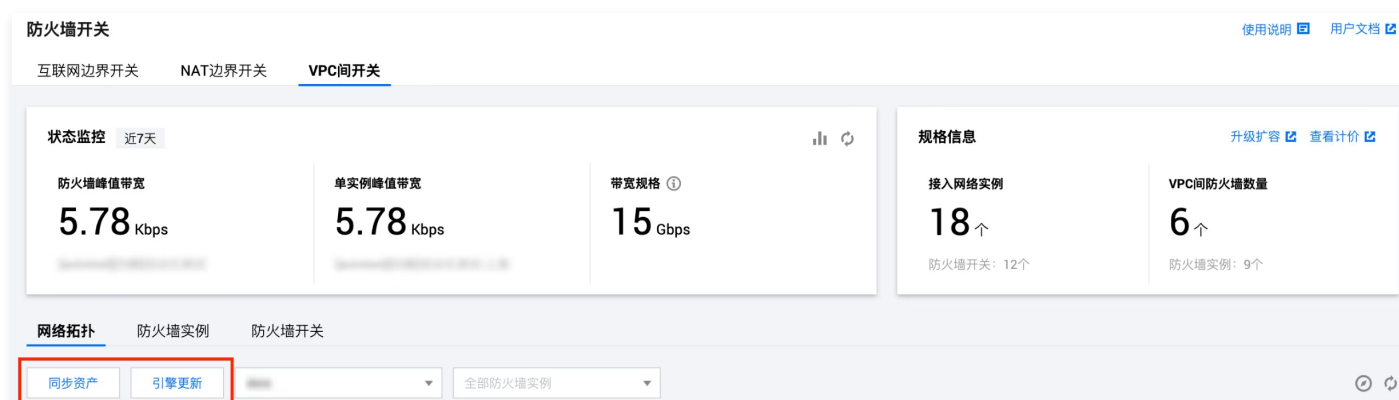 防火墙开关
使用说明 用户文档
互联网边界开关 NAT边界开关 VPC间开关
状态监控 近7天
规格信息 升级扩容 查看计价
防火墙峰值带宽 单实例峰值带宽 带宽规格
接入网络实例 VPC间防火墙数量
5.78 Kbps 5.78 Kbps 15 Gbps
18 个 6 个
防火墙开关：12个 防火墙实例：9个
网络拓扑 防火墙实例 防火墙开关
同步资产 引擎更新 全部防火墙实例